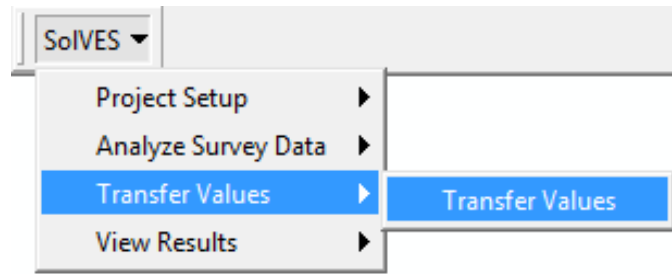 SolVES
Project Setup
Analyze Survey Data
Transfer Values
Transfer Values
View Results